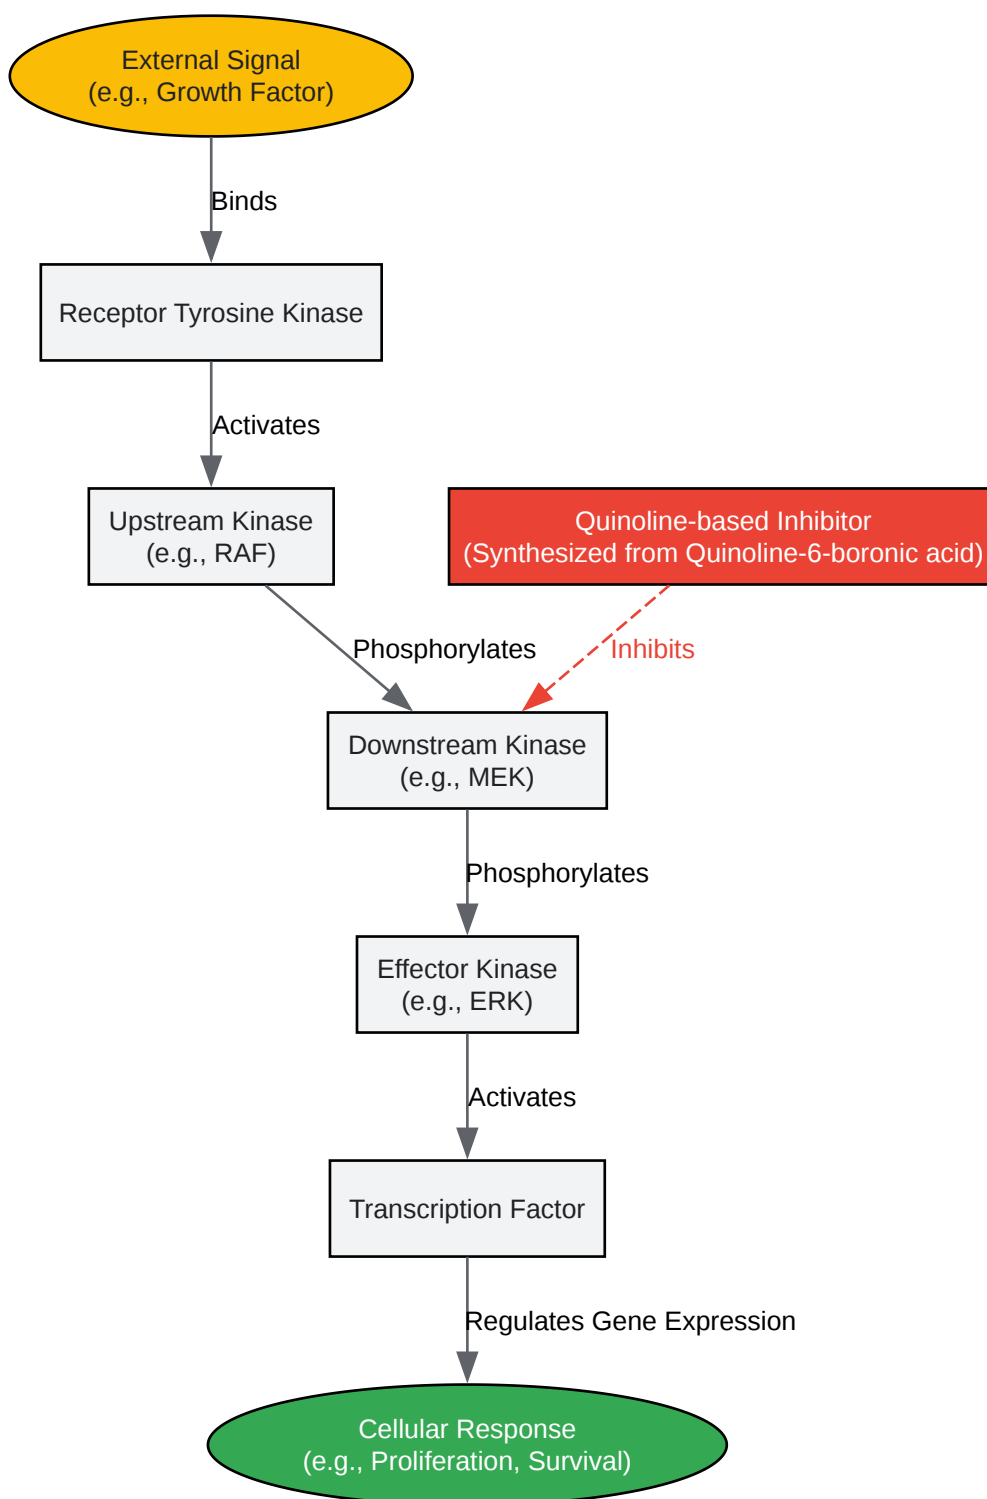 External Signal
(e.g., Growth Factor)
Binds
Receptor Tyrosine Kinase
Activates
Upstream Kinase
(e.g., RAF)
Quinoline-based Inhibitor
(Synthesized from Quinoline-6-boronic acid)
Phosphorylates
Inhibits
Downstream Kinase
(e.g., MEK)
Phosphorylates
Effector Kinase
(e.g., ERK)
Activates
Transcription Factor
Regulates Gene Expression
Cellular Response
(e.g., Proliferation, Survival)